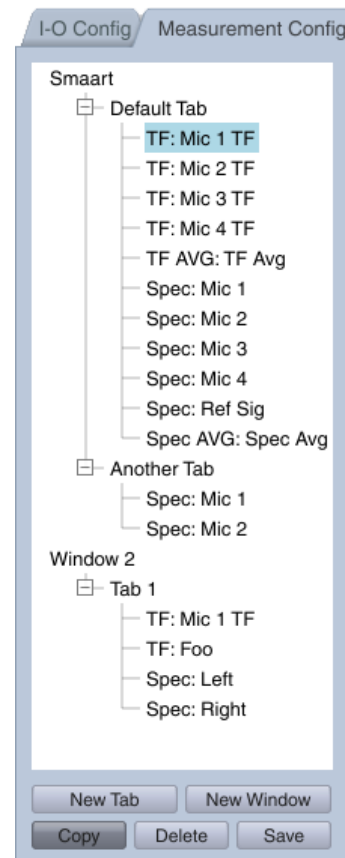 I-O Config Measurement Config
Smaart
Default Tab
TF: Mic 1 TF
TF: Mic 2 TF
TF: Mic 3 TF
TF: Mic 4 TF
TF AVG: TF Avg
Spec: Mic 1
Spec: Mic 2
Spec: Mic 3
Spec: Mic 4
Spec: Ref Sig
Spec AVG: Spec Avg
Another Tab
Spec: Mic 1
Spec: Mic 2
Window 2
Tab 1
TF: Mic 1 TF
TF: Foo
Spec: Left
Spec: Right
New Tab New Window
Copy Delete Save